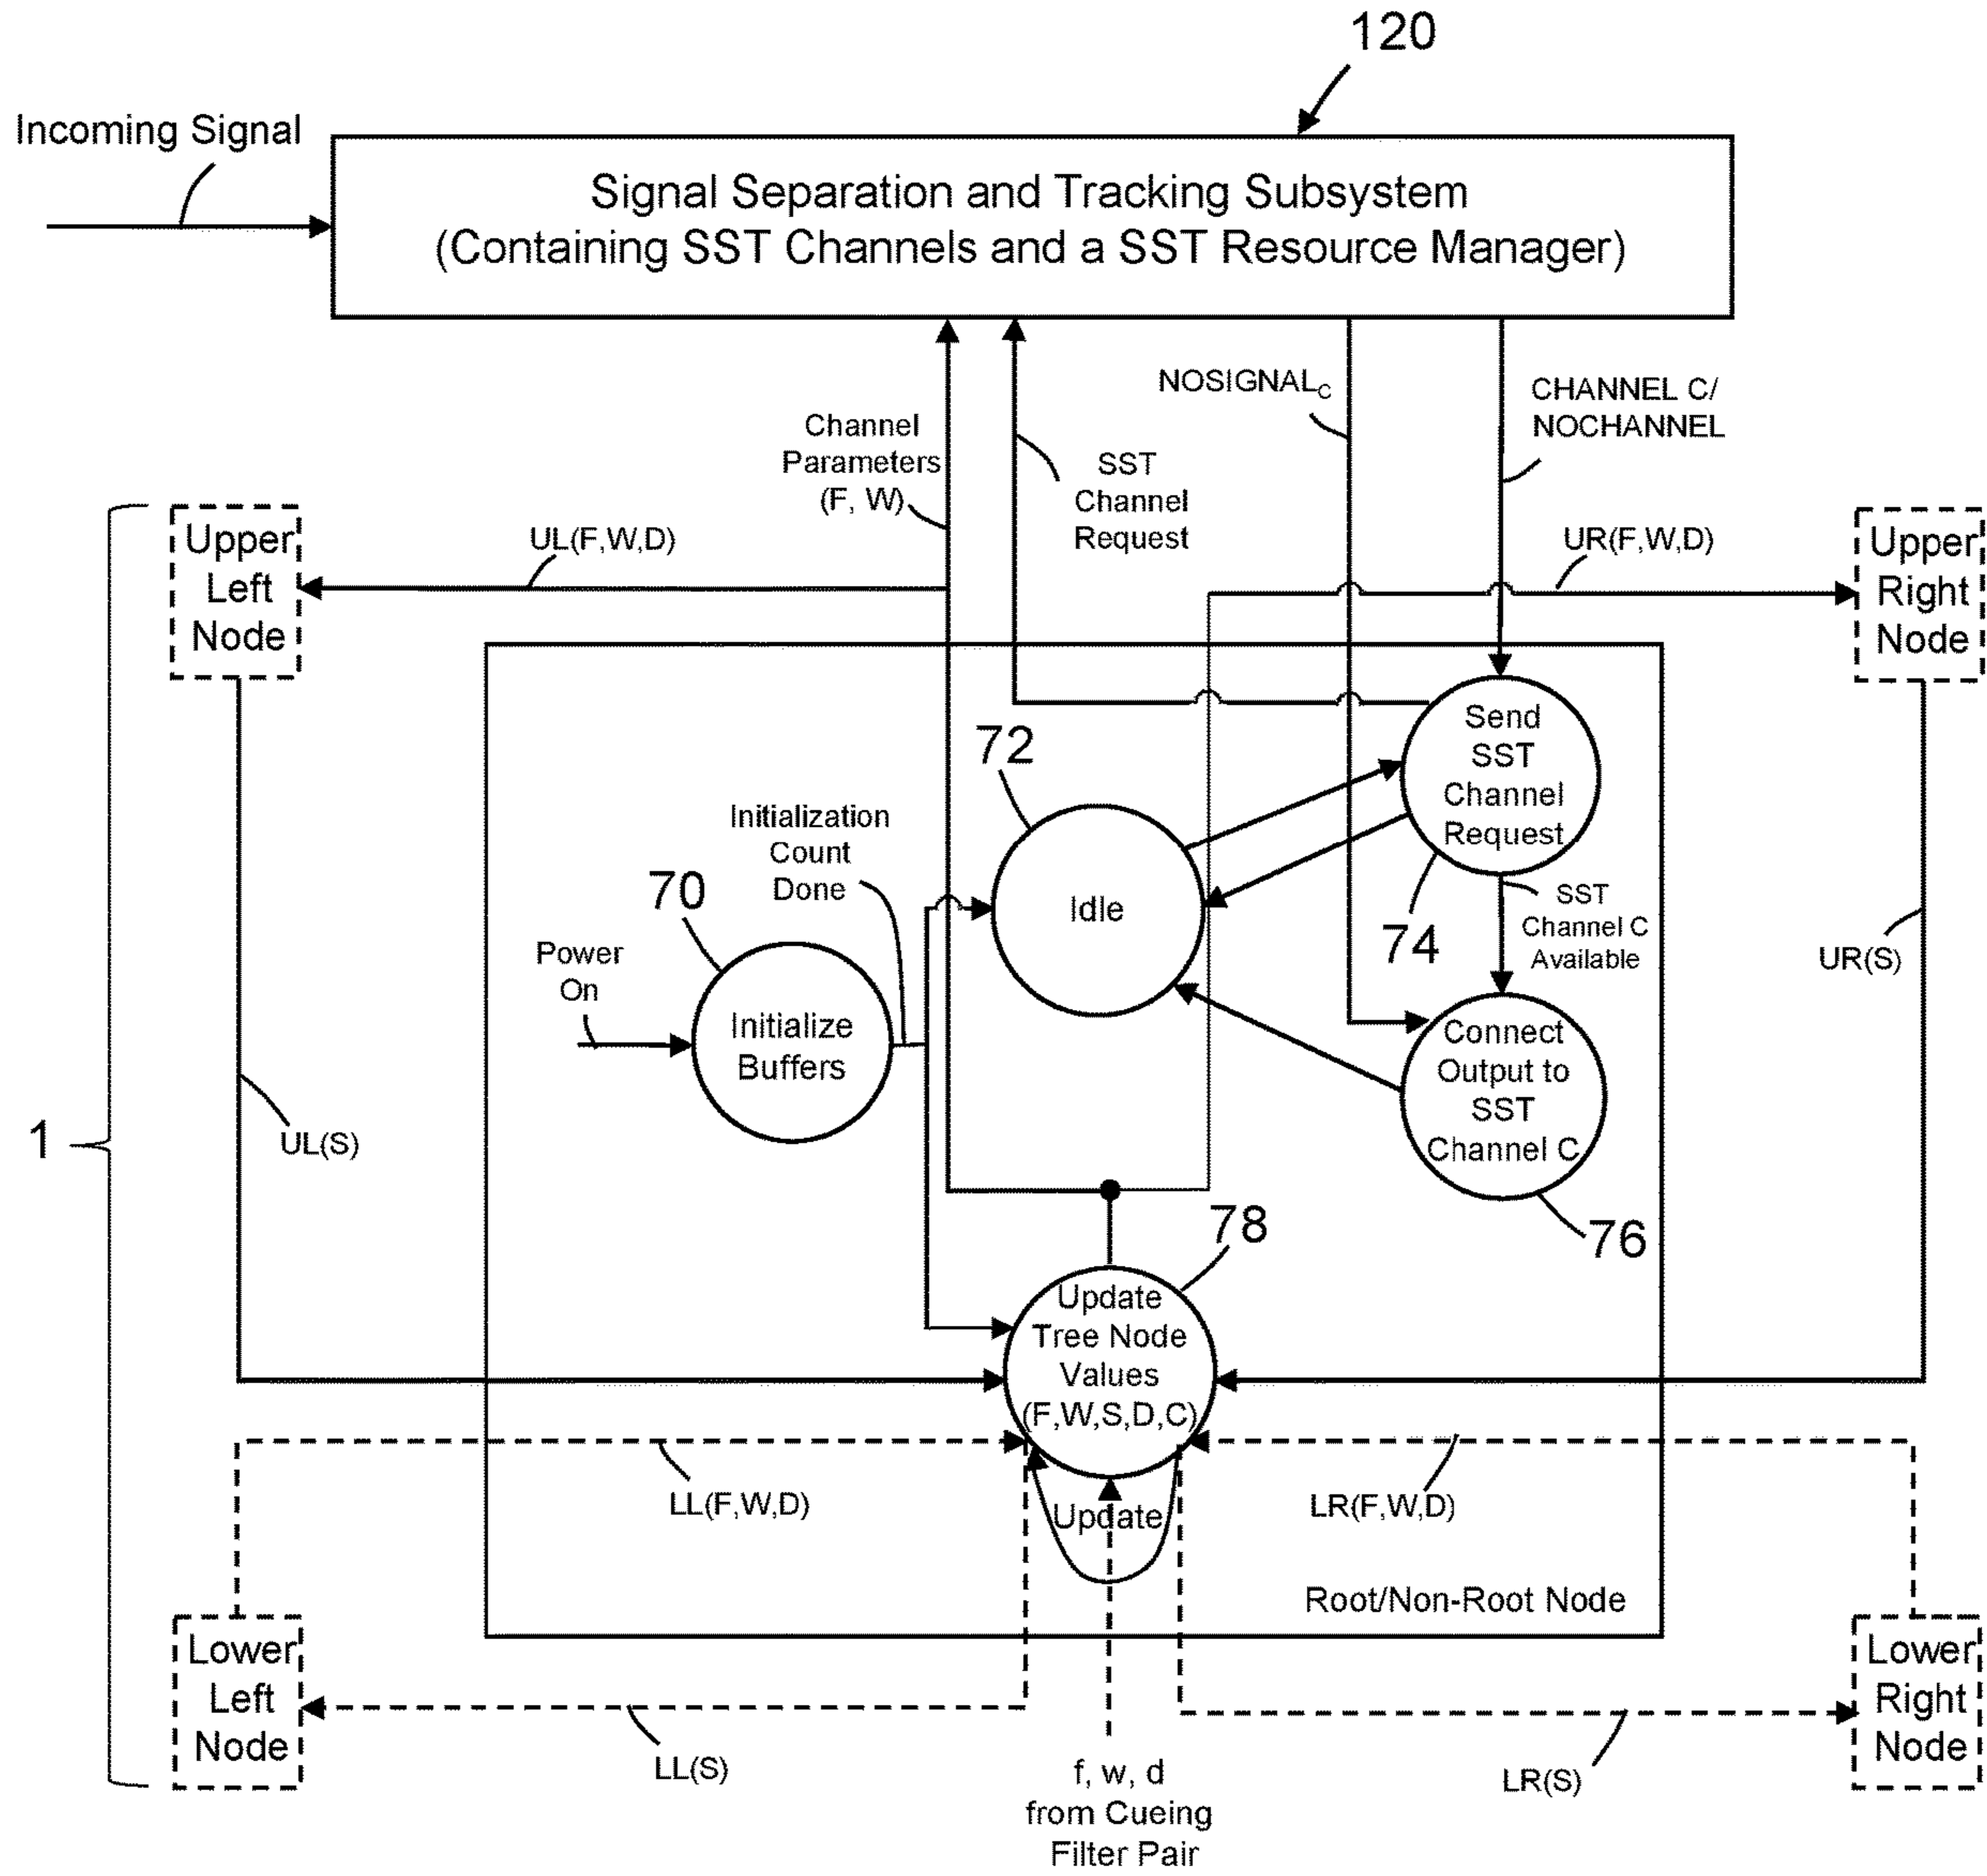 120
Incoming Signal
Signal Separation and Tracking Subsystem
(Containing SST Channels and a SST Resource Manager)
NOSIGNALC
CHANNEL C/
NOCHANNEL
Channel
Parameters
(F, W)
SST
Channel
Request
Upper
Left
Node
UL(F,W,D)
UR(F,W,D)
Upper
Right
Node
72
Send
SST
Channel
Request
Initialization
Count
Done
70
Idle
74
SST
Channel C
Available
Power
On
UR(S)
Initialize
Buffers
Connect
Output to
SST
Channel C
1
UL(S)
78
76
Update
Tree Node
Values
(F,W,S,D,C)
LL(F,W,D)
Update
LR(F,W,D)
Root/Non-Root Node
Lower
Left
Node
Lower
Right
Node
LL(S)
f, w, d
from Cueing
Filter Pair
LR(S)